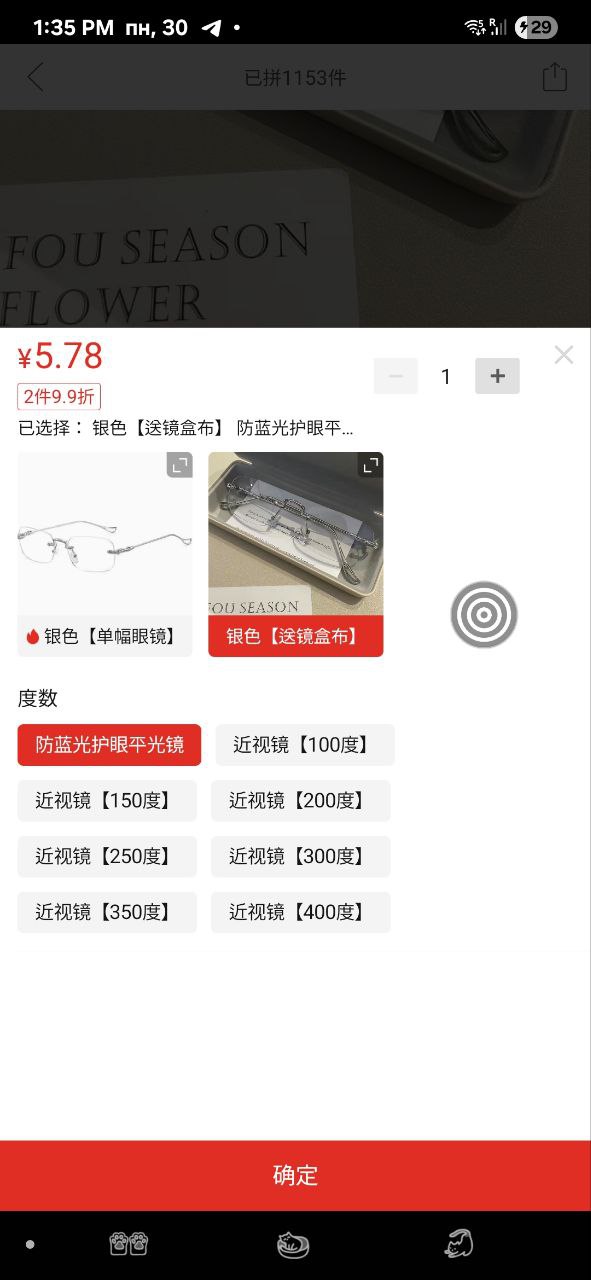 1:35 PM пн, 30
5 R 29
已拼1153件
FOU SEASON
FLOWER
¥5.78
1
2件9.9折
已选择： 银色【送镜盒布】 防蓝光护眼平...
FOU SEASON
银色【单幅眼镜】
银色【送镜盒布】
度数
防蓝光护眼平光镜
近视镜【100度】
近视镜【150度】
近视镜【200度】
近视镜【250度】
近视镜【300度】
近视镜【350度】
近视镜【400度】
确定